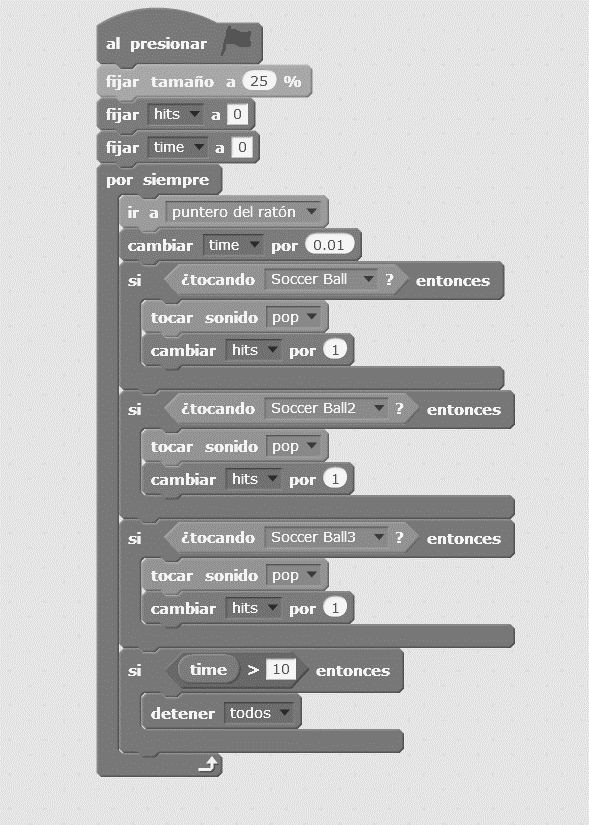 al presionar
fijar tamaño a 25 %
fijar hits a 0
fijar time a 0
por siempre
ir a puntero del ratón
cambiar time por 0.01
si ¿tocando Soccer Ball ? entonces
tocar sonido pop
cambiar hits por 1
si ¿tocando Soccer Ball2 ? entonces
tocar sonido pop
cambiar hits por 1
si ¿tocando Soccer Ball3 ? entonces
tocar sonido pop
cambiar hits por 1
si time > 10 entonces
detener todos